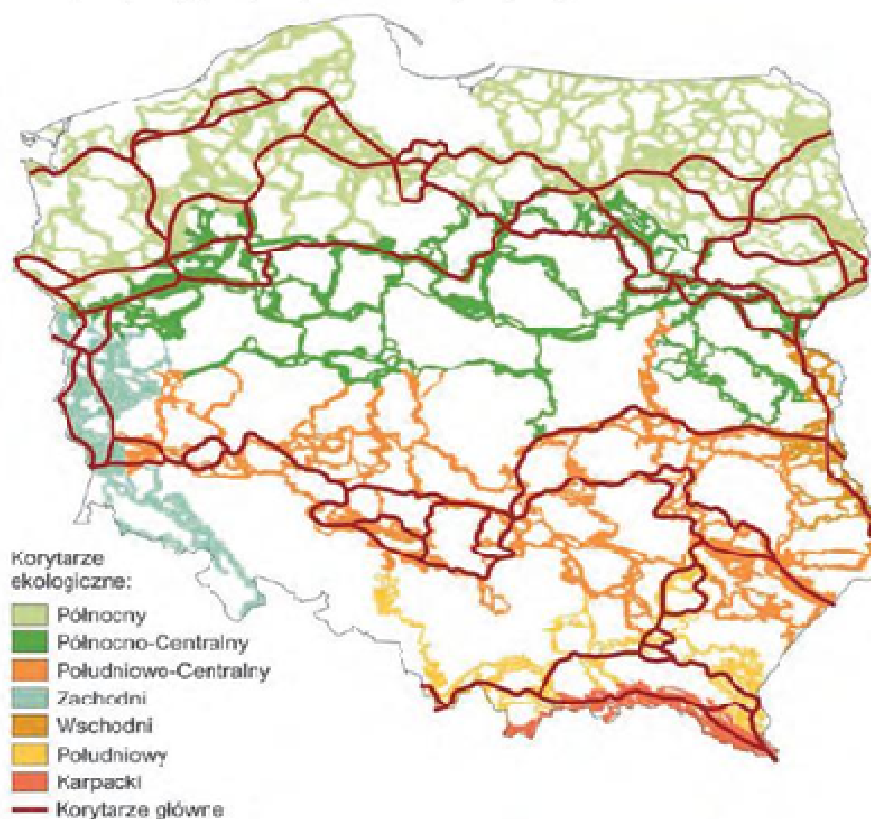 Korytarze
ekologiczne:
Północny
Północno-Centralny
Południowo-Centralny
Zachodni
Wschodni
Południowy
Karpacki
Korytarze główne